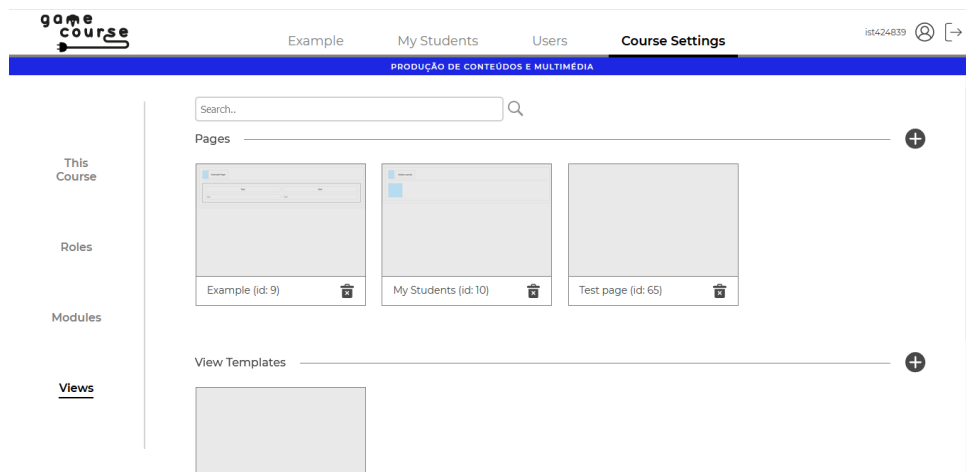 game
course
Example
My Students
Users
Course Settings
ist424839
PRODUÇÃO DE CONTEÚDOS E MULTIMÉDIA
Search..
Pages
This
Course
Roles
Modules
Views
Example (id: 9)
My Students (id: 10)
Test page (id: 65)
View Templates